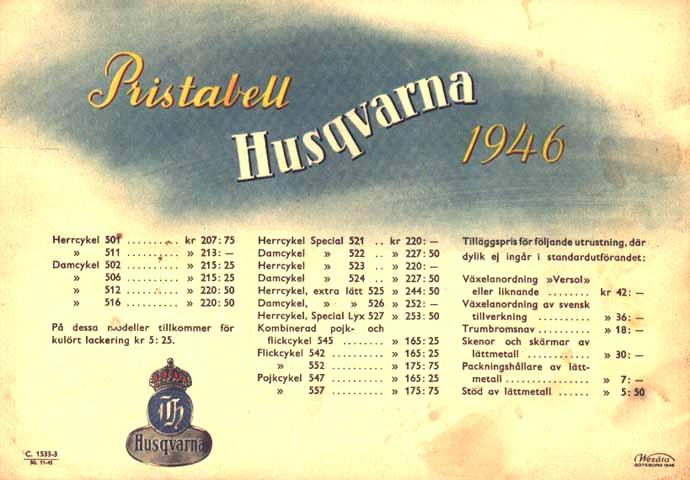 Pristabell
Husqvarna
1946
Herrcykel 501 .......... kr 207:75
» 511 .......... » 213:—
Damcykel 502 .......... » 215:25
» 506 .......... » 215:25
» 512 .......... » 220:50
» 516 .......... » 220:50
På dessa modeller tillkommer för
kulört lackering kr 5:25.
Herrcykel Special 521 .. kr 220:—
Damcykel » 522 .. » 227:50
Herrcykel » 523 .. » 220:—
Damcykel » 524 .. » 227:50
Herrcykel, extra lätt 525 » 244:50
Damcykel, » » 526 » 252:—
Herrcykel, Special Lyx 527 » 253:50
Kombinerad pojk- och
flickcykel 545 ......... » 165:25
Flickcykel 542 .......... » 165:25
» 552 .......... » 175:75
Pojkcykel 547 .......... » 165:25
» 557 .......... » 175:75
Tilläggspris för följande utrustning, där
dylik ej ingår i standardutförandet:
Växelanordning »Versol»
eller liknande ........ kr 42:—
Växelanordning av svensk
tillverkning .......... » 36:—
Trumbromsnav .......... » 18:—
Skenor och skärmar av
lättmetall ........... » 30:—
Packningshållare av lätt-
metall .............. » 7:—
Stöd av lättmetall ...... » 5:50
Husqvarna
C. 1533-3
50. 11-45
Wezäta
GÖTEBORG 1946